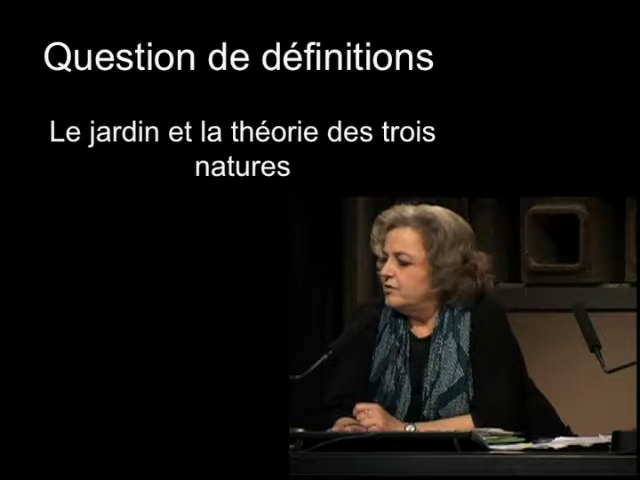 Question de définitions
Le jardin et la théorie des trois
natures